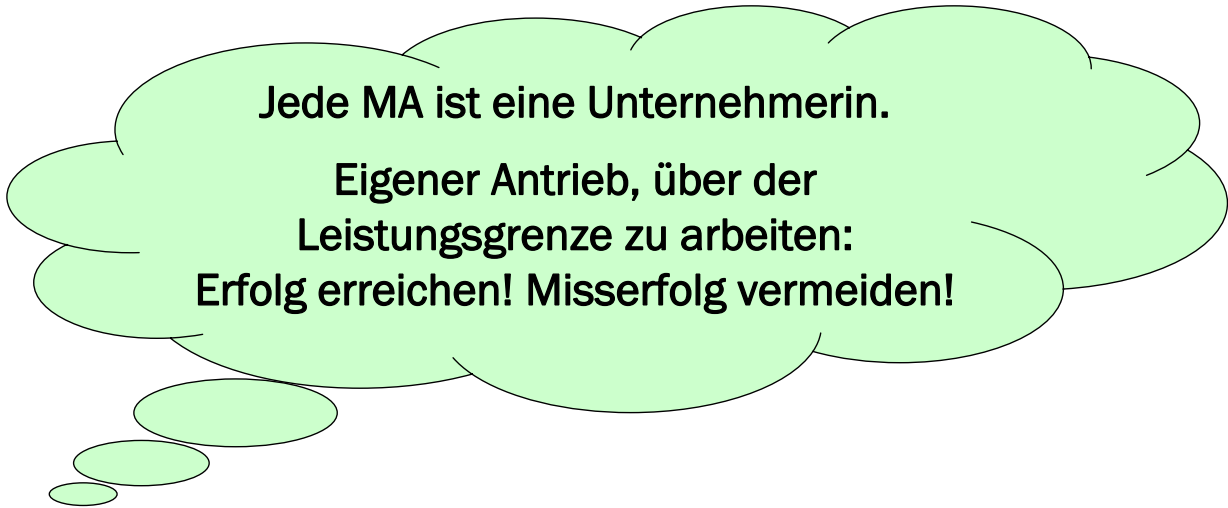 Jede MA ist eine Unternehmerin.
Eigener Antrieb, über der
Leistungsgrenze zu arbeiten:
Erfolg erreichen! Misserfolg vermeiden!